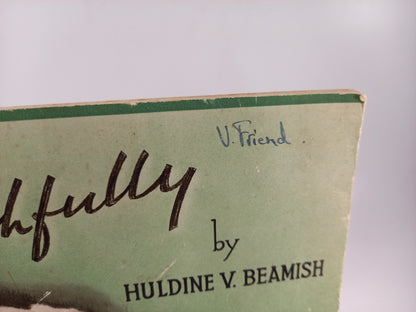 V. Friend
hfully
by
HULDINE V. BEAMISH